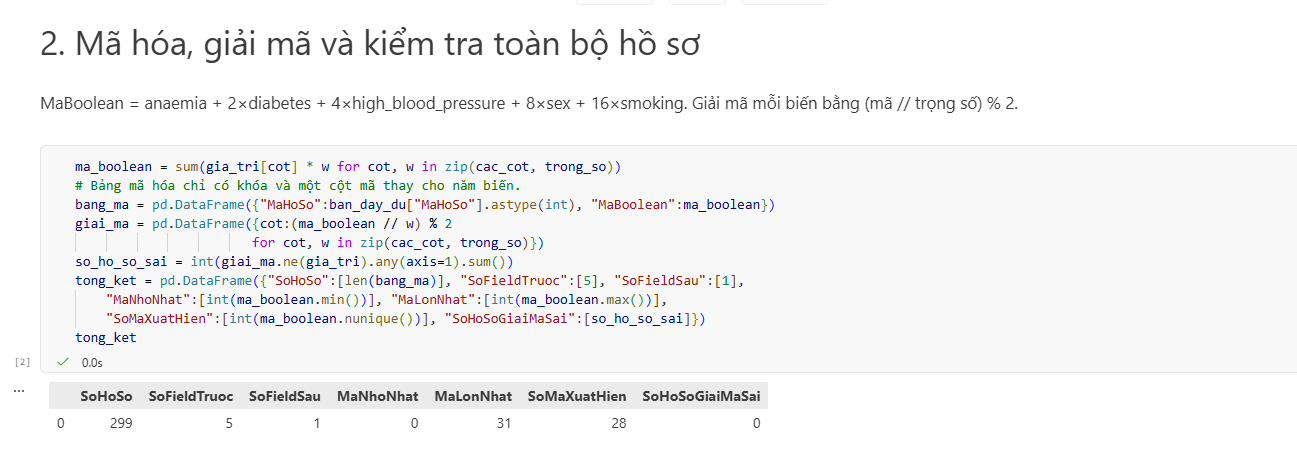 2. Mã hóa, giải mã và kiểm tra toàn bộ hồ sơ
MaBoolean = anaemia + 2×diabetes + 4×high_blood_pressure + 8×sex + 16×smoking. Giải mã mỗi biến bằng (mã // trọng số) % 2.
ma_boolean = sum(gia_tri[cot] * w for cot, w in zip(cac_cot, trong_so))
# Bảng mã hóa chỉ có khóa và một cột mã thay cho năm biến.
bang_ma = pd.DataFrame({"MaHoSo":ban_day_du["MaHoSo"].astype(int), "MaBoolean":ma_boolean})
giai_ma = pd.DataFrame({cot:(ma_boolean // w) % 2
for cot, w in zip(cac_cot, trong_so)})
so_ho_so_sai = int(giai_ma.ne(gia_tri).any(axis=1).sum())
tong_ket = pd.DataFrame({"SoHoSo":[len(bang_ma)], "SoFieldTruoc":[5], "SoFieldSau":[1],
"MaNhoNhat":[int(ma_boolean.min())], "MaLonNhat":[int(ma_boolean.max())],
"SoMaXuatHien":[int(ma_boolean.nunique())], "SoHoSoGiaiMaSai":[so_ho_so_sai]})
tong_ket
[2] ✓ 0.0s
... SoHoSo SoFieldTruoc SoFieldSau MaNhoNhat MaLonNhat SoMaXuatHien SoHoSoGiaiMaSai
0 299 5 1 0 31 28 0